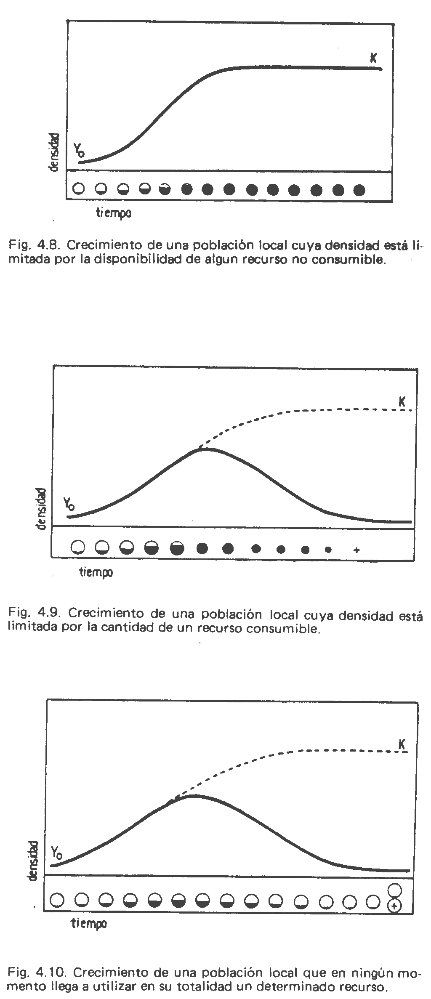 K
densidad
Yo
tiempo
Fig. 4.8. Crecimiento de una población local cuya densidad está li-
mitada por la disponibilidad de algun recurso no consumible.
K
densidad
Yo
tiempo
Fig. 4.9. Crecimiento de una población local cuya densidad está
limitada por la cantidad de un recurso consumible.
K
densidad
Yo
tiempo
Fig. 4.10. Crecimiento de una población local que en ningún mo-
mento llega a utilizar en su totalidad un determinado recurso.